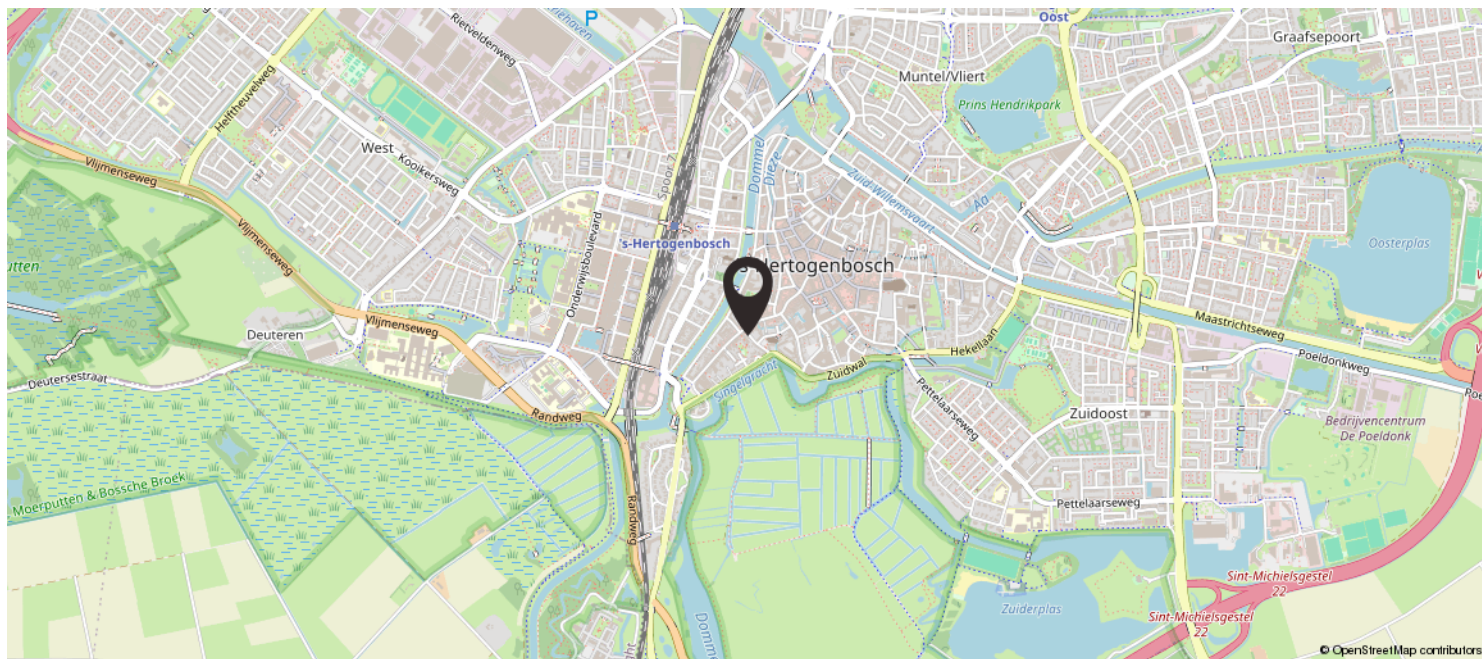 P
Oost
Graafsepoort
Rietveldenweg
Muntel/Vliert
Helftheuvelweg
Prins Hendrikpark
West
Kooikersweg
Spoor 7
Dommel
Dieze
Zuid-Willemsvaart
Aa
Vlijmenseweg
Vlijmenseweg
Onderwijsboulevard
's-Hertogenbosch
Hertogenbosch
Oosterplas
Deuteren
Vlijmenseweg
Maastrichtseweg
Hekellaan
Poeldonkweg
Deutersestraat
Singelgracht
Zuidwal
Pettelaarseweg
Randweg
Zuidoost
Bedrijvencentrum
De Poeldonk
Moerputten & Bossche Broek
Randweg
Pettelaarseweg
Sint-Michielsgestel
22
Zuiderplas
Sint-Michielsgestel
22
© OpenStreetMap contributors